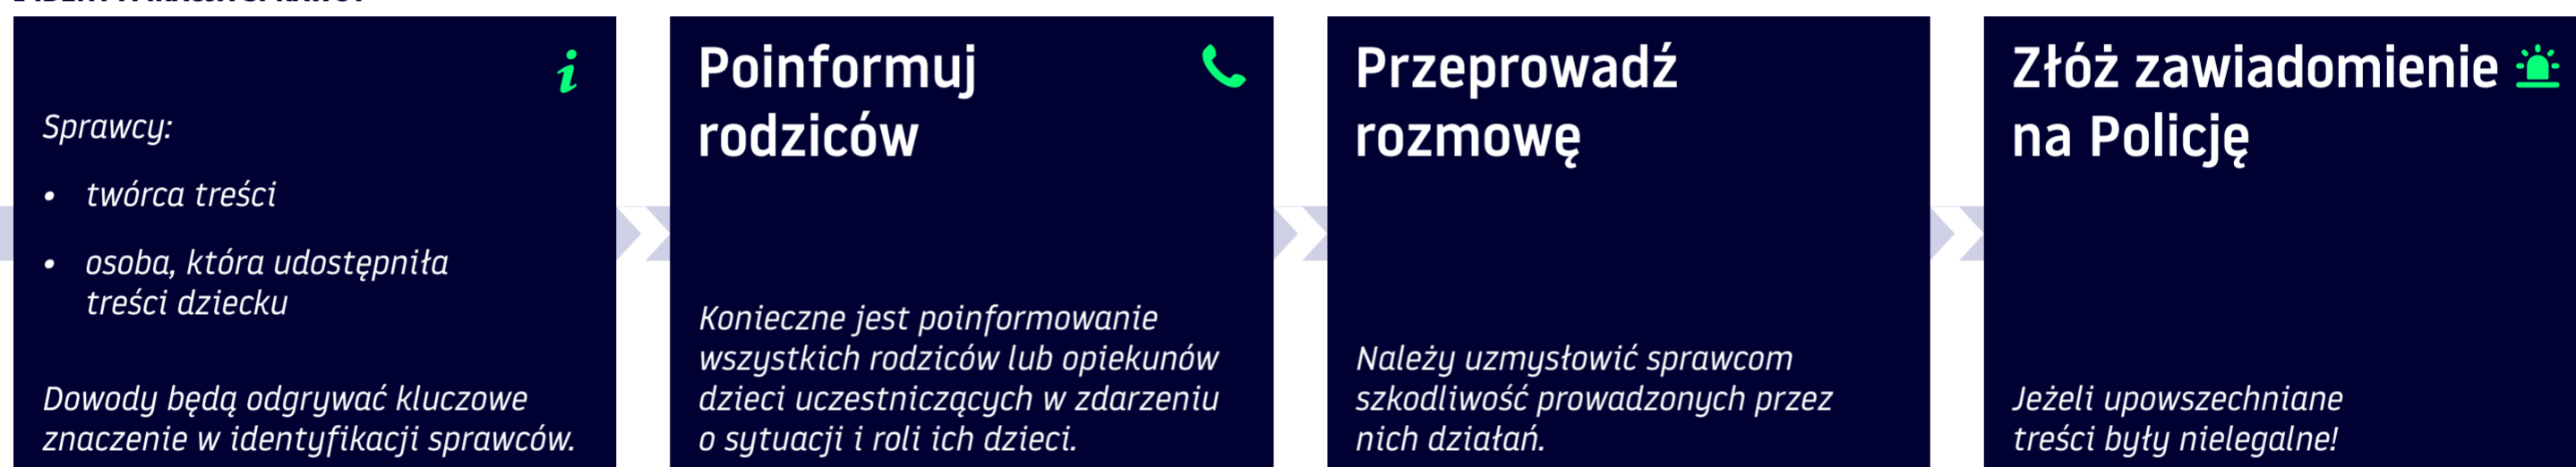 Sprawcy:
• twórca treści
• osoba, która udostępniła
treści dziecku
Dowody będą odgrywać kluczowe
znaczenie w identyfikacji sprawców.
Poinformuj
rodziców
Konieczne jest poinformowanie
wszystkich rodziców lub opiekunów
dzieci uczestniczących w zdarzeniu
o sytuacji i roli ich dzieci.
Przeprowadź
rozmowę
Należy uzmysłowić sprawcom
szkodliwość prowadzonych przez
nich działań.
Złóż zawiadomienie
na Policję
Jeżeli upowszechniane
treści były nielegalne!